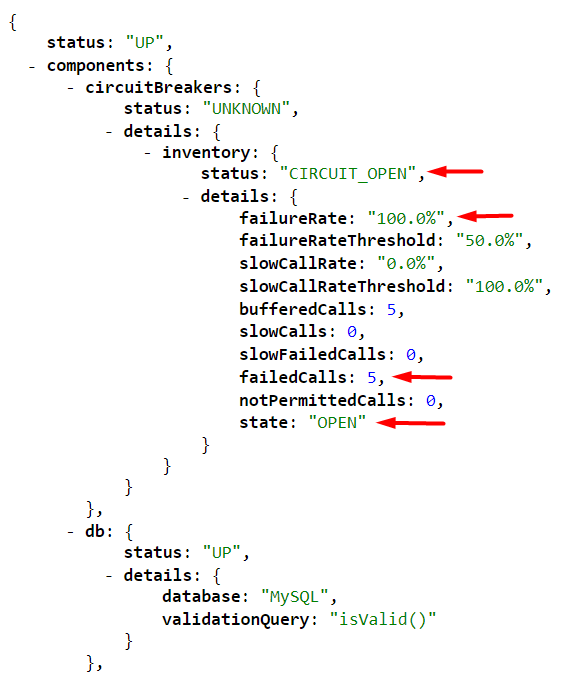 {
status: "UP",
- components: {
- circuitBreakers: {
status: "UNKNOWN",
- details: {
- inventory: {
status: "CIRCUIT_OPEN",
- details: {
failureRate: "100.0%",
failureRateThreshold: "50.0%",
slowCallRate: "0.0%",
slowCallRateThreshold: "100.0%",
bufferedCalls: 5,
slowCalls: 0,
slowFailedCalls: 0,
failedCalls: 5,
notPermittedCalls: 0,
state: "OPEN"
}
}
}
},
- db: {
status: "UP",
- details: {
database: "MySQL",
validationQuery: "isValid()"
}
},